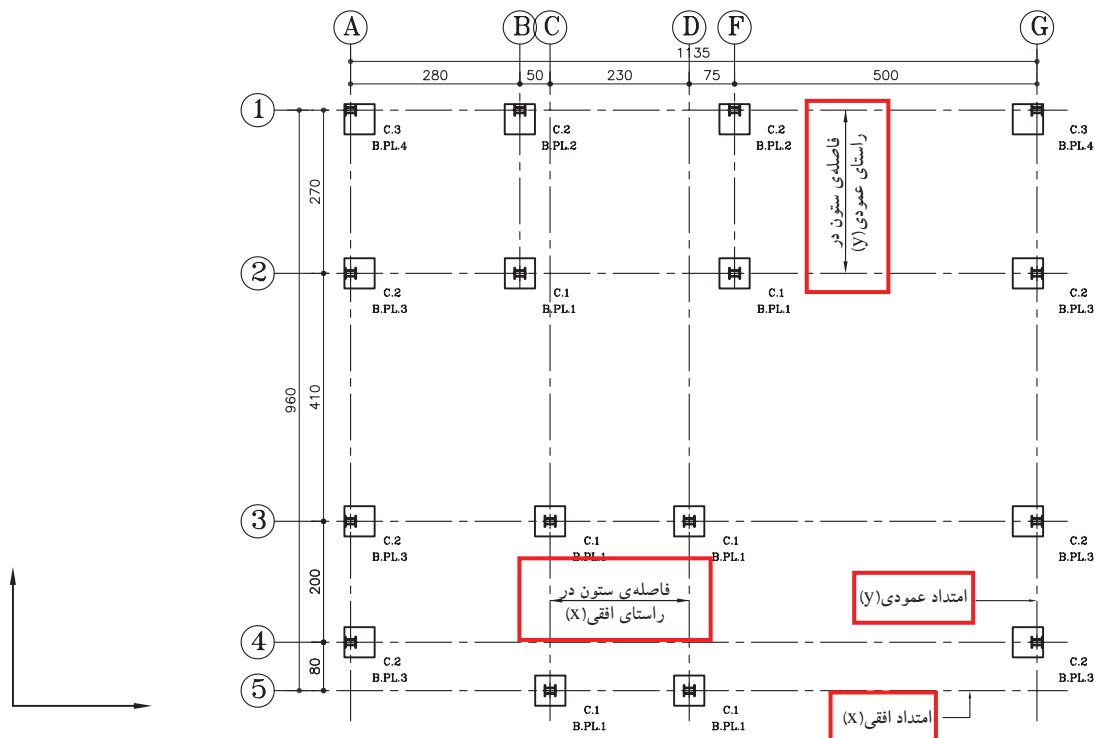 A B C D F G
1135
280 50 230 75 500
1
C.3 C.2 C.2 C.3
B.PL.4 B.PL.2 B.PL.2 B.PL.4
فاصله‌ی ستون در
راستای عمودی(y)
270
2
C.2 C.1 C.1 C.2
B.PL.3 B.PL.1 B.PL.1 B.PL.3
960
410
3
C.2 C.1 C.1 C.2
B.PL.3 B.PL.1 B.PL.1 B.PL.3
200
فاصله‌ی ستون در
راستای افقی(x)
امتداد عمودی(y)
4
C.2 C.2
B.PL.3 B.PL.3
80
5
C.1 C.1
B.PL.1 B.PL.1
امتداد افقی(x)